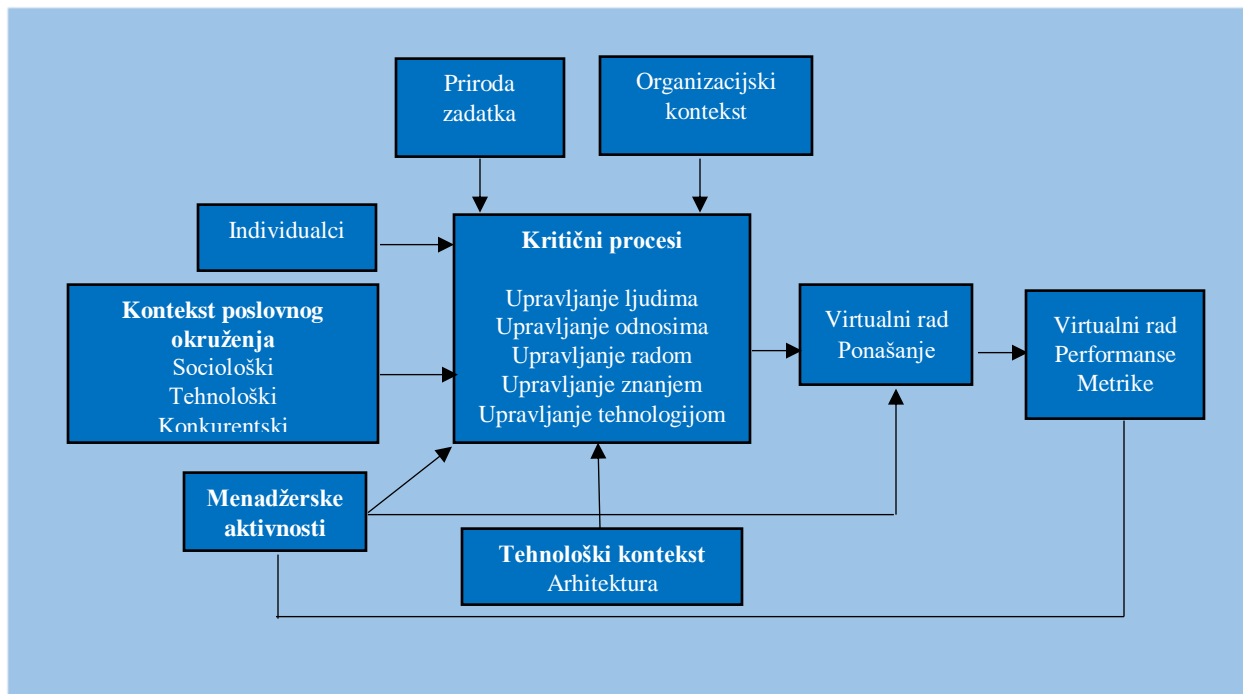 Priroda
zadatka
Organizacijski
kontekst
Individualci
Kontekst poslovnog
okruženja
Sociološki
Tehnološki
Konkurentski
Kritični procesi
Upravljanje ljudima
Upravljanje odnosima
Upravljanje radom
Upravljanje znanjem
Upravljanje tehnologijom
Virtualni rad
Ponašanje
Virtualni rad
Performanse
Metrike
Menadžerske
aktivnosti
Tehnološki kontekst
Arhitektura